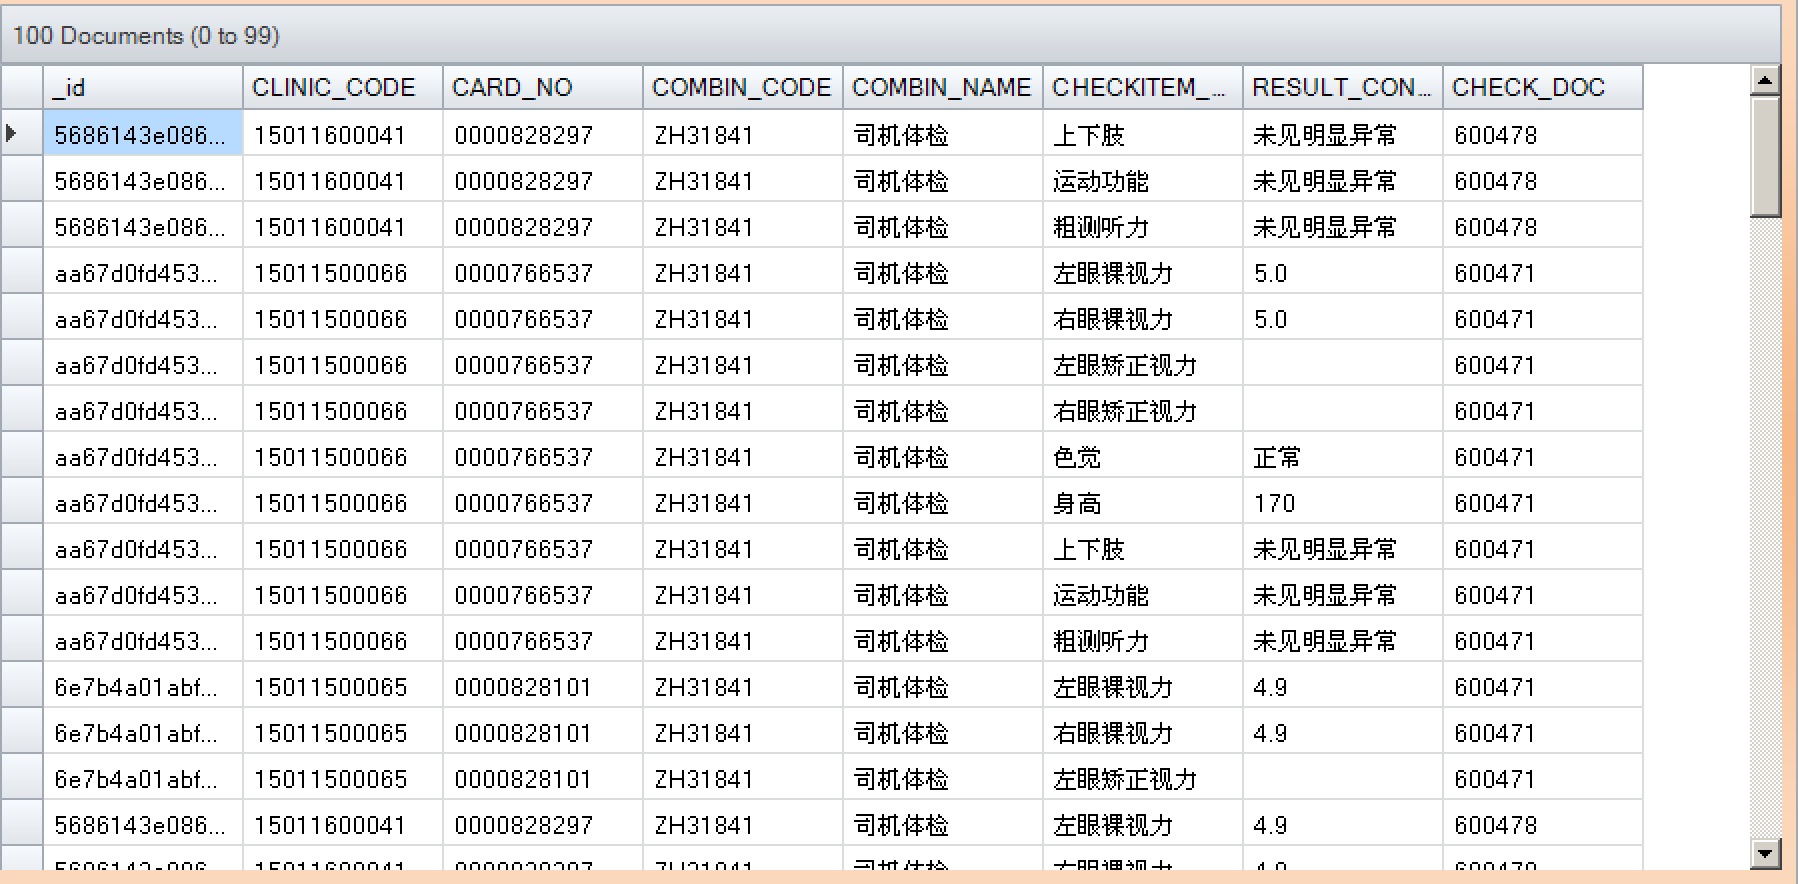 100 Documents (0 to 99)
_id CLINIC_CODE CARD_NO COMBIN_CODE COMBIN_NAME CHECKITEM_... RESULT_CON... CHECK_DOC
5686143e086... 15011600041 0000828297 ZH31841 司机体检 上下肢 未见明显异常 600478
5686143e086... 15011600041 0000828297 ZH31841 司机体检 运动功能 未见明显异常 600478
5686143e086... 15011600041 0000828297 ZH31841 司机体检 粗测听力 未见明显异常 600478
aa67d0fd453... 15011500066 0000766537 ZH31841 司机体检 左眼裸视力 5.0 600471
aa67d0fd453... 15011500066 0000766537 ZH31841 司机体检 右眼裸视力 5.0 600471
aa67d0fd453... 15011500066 0000766537 ZH31841 司机体检 左眼矫正视力 600471
aa67d0fd453... 15011500066 0000766537 ZH31841 司机体检 右眼矫正视力 600471
aa67d0fd453... 15011500066 0000766537 ZH31841 司机体检 色觉 正常 600471
aa67d0fd453... 15011500066 0000766537 ZH31841 司机体检 身高 170 600471
aa67d0fd453... 15011500066 0000766537 ZH31841 司机体检 上下肢 未见明显异常 600471
aa67d0fd453... 15011500066 0000766537 ZH31841 司机体检 运动功能 未见明显异常 600471
aa67d0fd453... 15011500066 0000766537 ZH31841 司机体检 粗测听力 未见明显异常 600471
6e7b4a01abf... 15011500065 0000828101 ZH31841 司机体检 左眼裸视力 4.9 600471
6e7b4a01abf... 15011500065 0000828101 ZH31841 司机体检 右眼裸视力 4.9 600471
6e7b4a01abf... 15011500065 0000828101 ZH31841 司机体检 左眼矫正视力 600471
5686143e086... 15011600041 0000828297 ZH31841 司机体检 左眼裸视力 4.9 600478